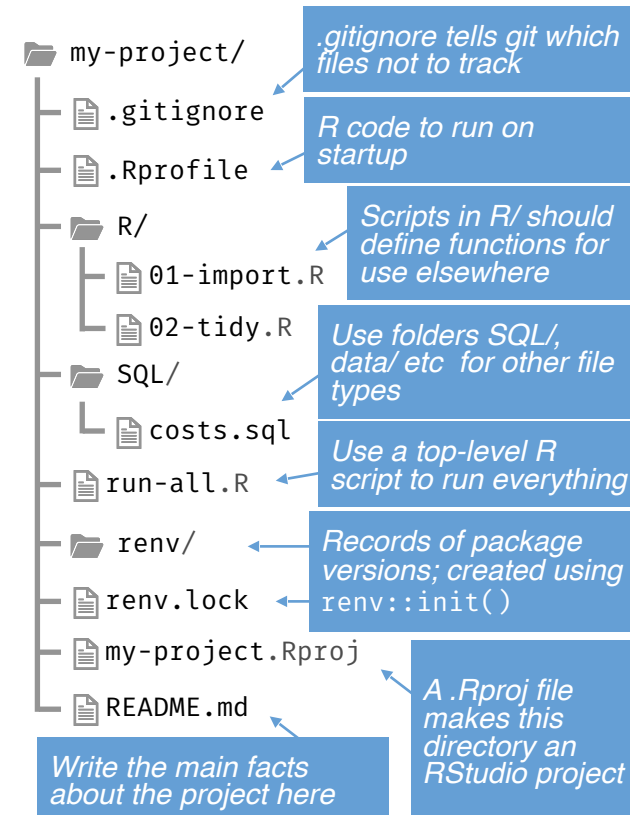 my-project/
.gitignore tells git which
files not to track
.gitignore
R code to run on
startup
.Rprofile
R/
Scripts in R/ should
define functions for
use elsewhere
01-import.R
02-tidy.R
Use folders SQL/,
data/ etc  for other file
types
SQL/
costs.sql
Use a top-level R
script to run everything
run-all.R
renv/
Records of package
versions; created using
renv::init()
renv.lock
my-project.Rproj
A .Rproj file
makes this
directory an
RStudio project
README.md
Write the main facts
about the project here